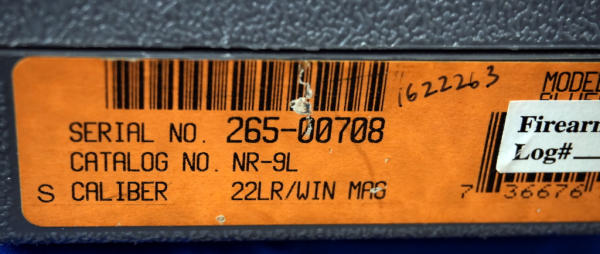 1622263
MODEL
SERIAL NO. 265-00708
Firearm
CATALOG NO. NR-9L
Log#
S CALIBER 22LR/WIN MAG
7 36676